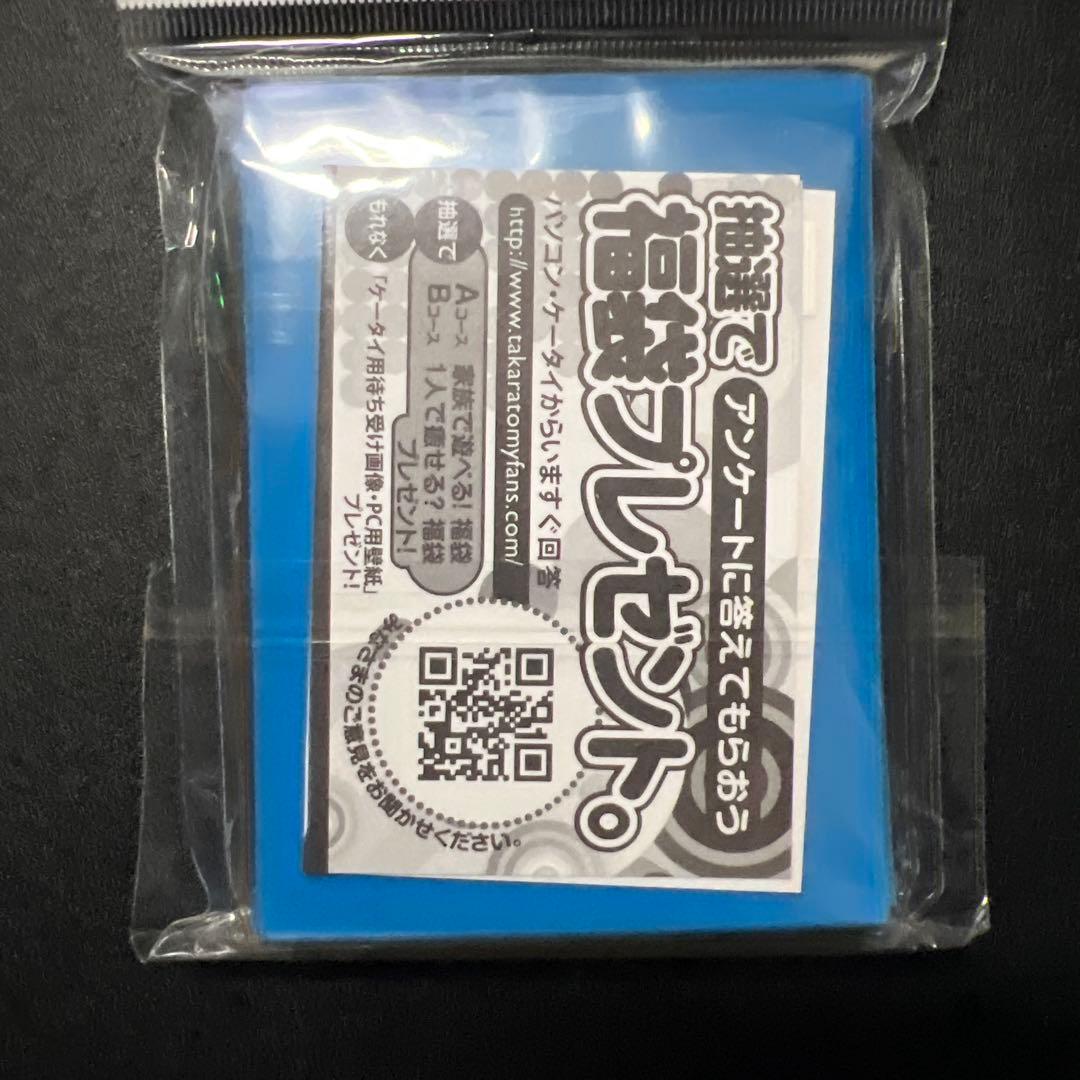 抽選で
アンケートに答えてもらおう
福袋プレゼント。
パソコン・ケータイからいますぐ回答
http://www.takaratomyfans.com/
抽選で
Aコース 家族で遊べる! 福袋
Bコース 1人で癒せる? 福袋
プレゼント!
もれなく
「ケータイ用待ち受け画像・PC用壁紙」
プレゼント!
みなさまのご意見をお聞かせください。